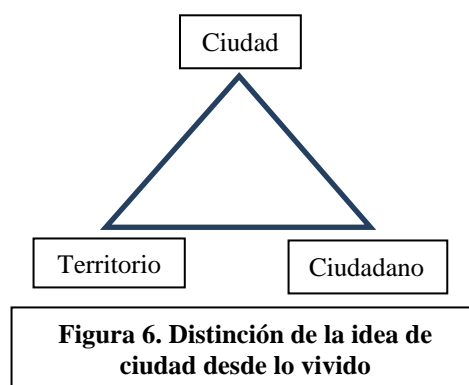 Ciudad
Territorio
Ciudadano
Figura 6. Distinción de la idea de
ciudad desde lo vivido